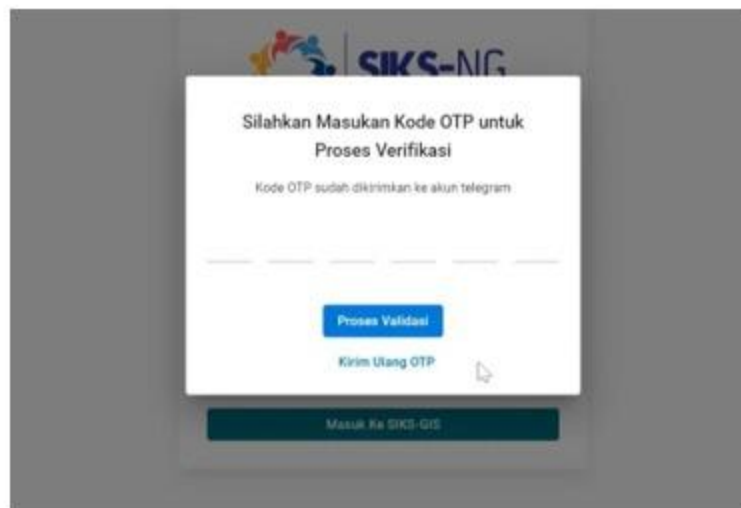 SIKS-NG
Silahkan Masukan Kode OTP untuk
Proses Verifikasi
Kode OTP sudah dikirimkan ke akun telegram
Proses Validasi
Kirim Ulang OTP
Masuk Ke SIKS-GIS